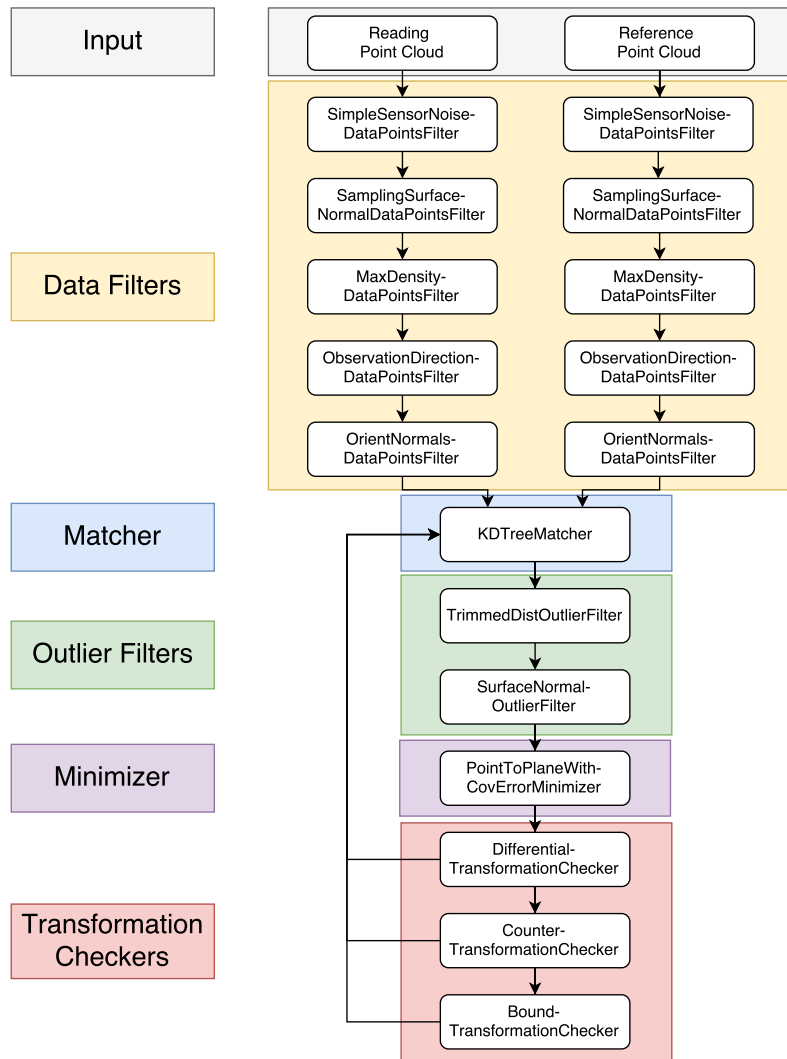 Input
Reading
Point Cloud
Reference
Point Cloud
SimpleSensorNoise-
DataPointsFilter
SimpleSensorNoise-
DataPointsFilter
SamplingSurface-
NormalDataPointsFilter
SamplingSurface-
NormalDataPointsFilter
Data Filters
MaxDensity-
DataPointsFilter
MaxDensity-
DataPointsFilter
ObservationDirection-
DataPointsFilter
ObservationDirection-
DataPointsFilter
OrientNormals-
DataPointsFilter
OrientNormals-
DataPointsFilter
Matcher
KDTreeMatcher
Outlier Filters
TrimmedDistOutlierFilter
SurfaceNormal-
OutlierFilter
Minimizer
PointToPlaneWith-
CovErrorMinimizer
Transformation
Checkers
Differential-
TransformationChecker
Counter-
TransformationChecker
Bound-
TransformationChecker